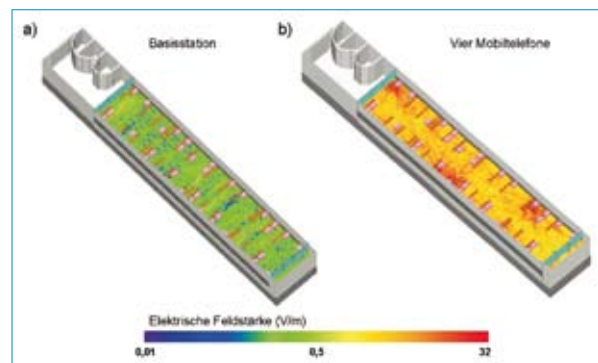 a)
Basisstation
b)
Vier Mobiltelefone
Elektrische Feldstärke (V/m)
0,01
0,5
32